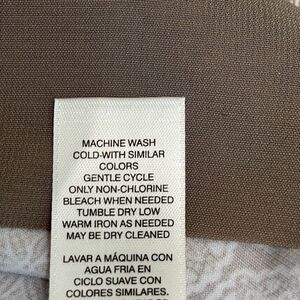 MACHINE WASH
COLD-WITH SIMILAR
COLORS
GENTLE CYCLE
ONLY NON-CHLORINE
BLEACH WHEN NEEDED
TUMBLE DRY LOW
WARM IRON AS NEEDED
MAY BE DRY CLEANED
LAVAR A MÁQUINA CON
AGUA FRIA EN
CICLO SUAVE CON
COLORES SIMILARES.